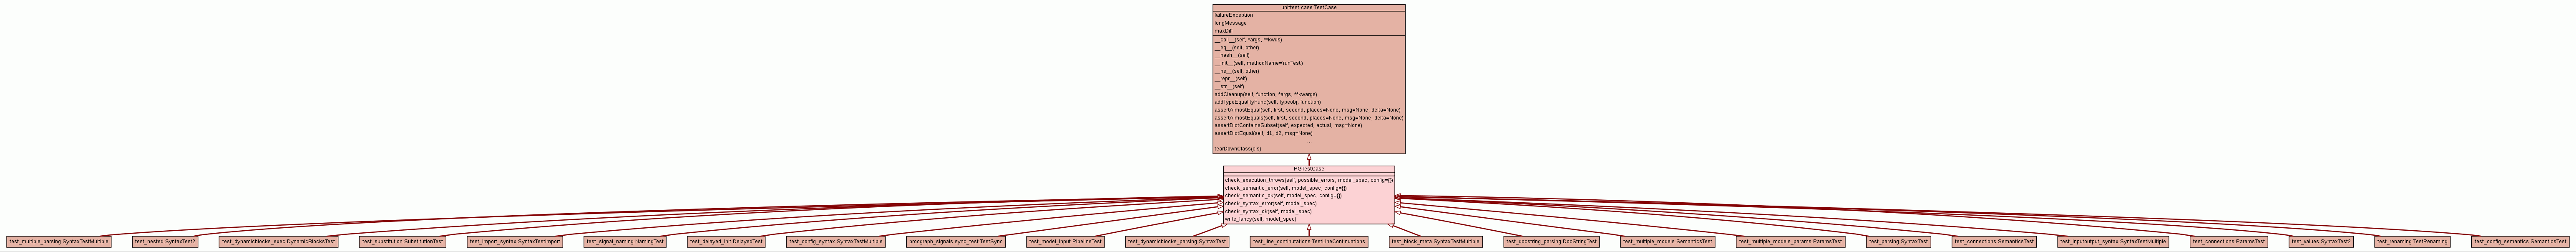 unittest.case.TestCase
failureException
longMessage
maxDiff
__call__(self, *args, **kwds)
__eq__(self, other)
__hash__(self)
__init__(self, methodName='runTest')
__ne__(self, other)
__repr__(self)
__str__(self)
addCleanup(self, function, *args, **kwargs)
addTypeEqualityFunc(self, typeobj, function)
assertAlmostEqual(self, first, second, places=None, msg=None, delta=None)
assertAlmostEquals(self, first, second, places=None, msg=None, delta=None)
assertDictContainsSubset(self, expected, actual, msg=None)
assertDictEqual(self, d1, d2, msg=None)
...
tearDownClass(cls)
PGTestCase
check_execution_throws(self, possible_errors, model_spec, config={})
check_semantic_error(self, model_spec, config={})
check_semantic_ok(self, model_spec, config={})
check_syntax_error(self, model_spec)
check_syntax_ok(self, model_spec)
write_fancy(self, model_spec)
test_multiple_parsing.SyntaxTestMultiple
test_nested.SyntaxTest2
test_dynamicblocks_exec.DynamicBlocksTest
test_substitution.SubstitutionTest
test_import_syntax.SyntaxTestImport
test_signal_naming.NamingTest
test_delayed_init.DelayedTest
test_config_syntax.SyntaxTestMultiple
procgraph_signals.sync_test.TestSync
test_model_input.PipelineTest
test_dynamicblocks_parsing.SyntaxTest
test_line_continutations.TestLineContinuations
test_block_meta.SyntaxTestMultiple
test_docstring_parsing.DocStringTest
test_multiple_models.SemanticsTest
test_multiple_models_params.ParamsTest
test_parsing.SyntaxTest
test_connections.SemanticsTest
test_inputoutput_syntax.SyntaxTestMultiple
test_connections.ParamsTest
test_values.SyntaxTest2
test_renaming.TestRenaming
test_config_semantics.SemanticsTest